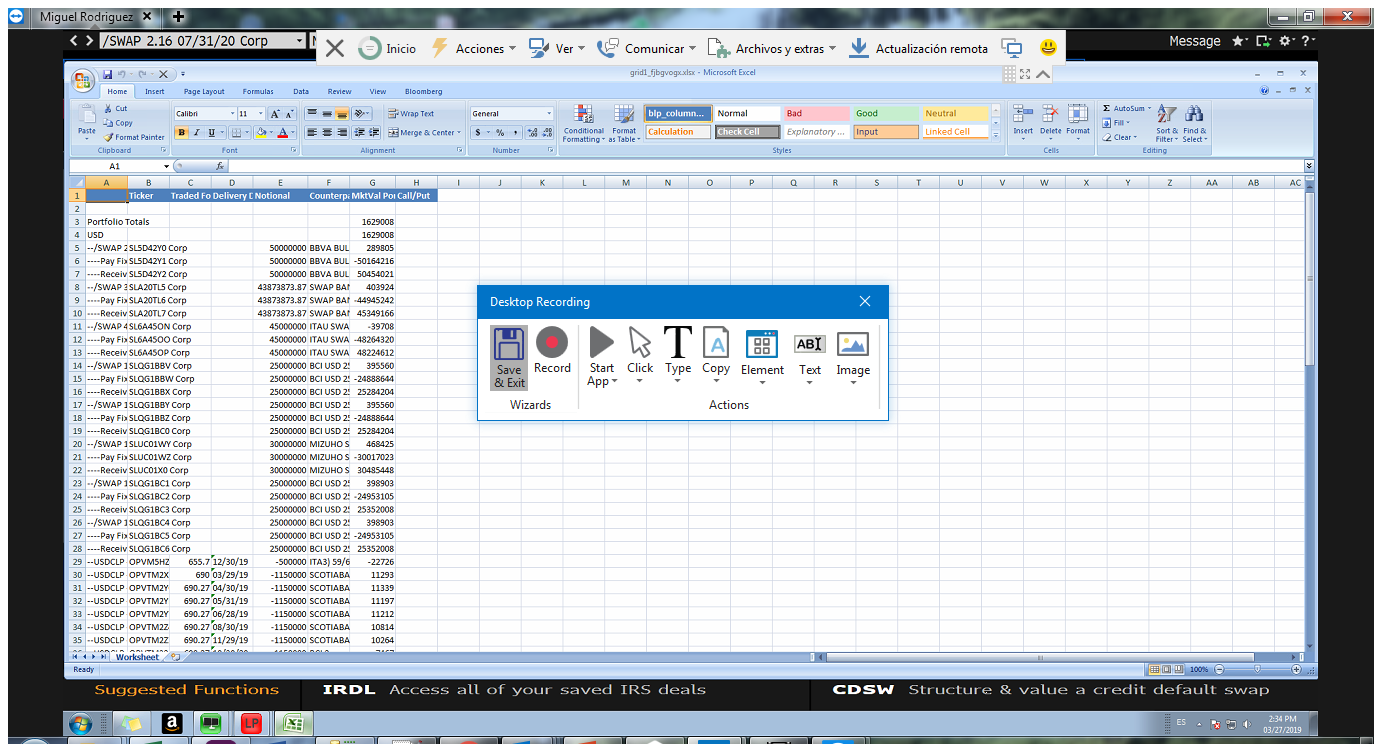 Miguel Rodriguez
/SWAP 2.16 07/31/20 Corp
Inicio Acciones Ver Comunicar Archivos y extras Actualización remota
Message
grid1_fjbgvogx.xlsx - Microsoft Excel
Home Insert Page Layout Formulas Data Review View Bloomberg
Cut
Copy
Format Painter
Paste
Clipboard
Calibri 11
B I U
Font
Wrap Text
Merge & Center
Alignment
General
$ % ,
Number
Conditional Formatting
Format as Table
blp_column... Normal Bad Good Neutral
Calculation Check Cell Explanatory ... Input Linked Cell
Styles
Insert Delete Format
Cells
Σ AutoSum
Fill
Clear
Sort & Filter
Find & Select
Editing
A1 fx
A B C D E F G H I J K L M N O P Q R S T U V W X Y Z AA AB AC
1 Ticker Traded Fo Delivery D Notional Counterpa MktVal Por Call/Put
2
3 Portfolio Totals 1629008
4 USD 1629008
5 --/SWAP 2 SL5D42Y0 Corp 50000000 BBVA BUL 289805
6 ----Pay Fix SL5D42Y1 Corp 50000000 BBVA BUL -50164216
7 ----Receiv SL5D42Y2 Corp 50000000 BBVA BUL 50454021
8 --/SWAP 3 SLA20TL5 Corp 43873873.87 SWAP BAN 403924
9 ----Pay Fix SLA20TL6 Corp 43873873.87 SWAP BAN -44945242
10 ----Receiv SLA20TL7 Corp 43873873.87 SWAP BAN 45349166
11 --/SWAP 4 SL6A45ON Corp 45000000 ITAU SWA -39708
12 ----Pay Fix SL6A45OO Corp 45000000 ITAU SWA -48264320
13 ----Receiv SL6A45OP Corp 45000000 ITAU SWA 48224612
14 --/SWAP 1 SLQG1BBV Corp 25000000 BCI USD 25 395560
15 ----Pay Fix SLQG1BBW Corp 25000000 BCI USD 25 -24888644
16 ----Receiv SLQG1BBX Corp 25000000 BCI USD 25 25284204
17 --/SWAP 1 SLQG1BBY Corp 25000000 BCI USD 25 395560
18 ----Pay Fix SLQG1BBZ Corp 25000000 BCI USD 25 -24888644
19 ----Receiv SLQG1BC0 Corp 25000000 BCI USD 25 25284204
20 --/SWAP 1 SLUC01WY Corp 30000000 MIZUHO S 468425
21 ----Pay Fix SLUC01WZ Corp 30000000 MIZUHO S -30017023
22 ----Receiv SLUC01X0 Corp 30000000 MIZUHO S 30485448
23 --/SWAP 1 SLQG1BC1 Corp 25000000 BCI USD 25 398903
24 ----Pay Fix SLQG1BC2 Corp 25000000 BCI USD 25 -24953105
25 ----Receiv SLQG1BC3 Corp 25000000 BCI USD 25 25352008
26 --/SWAP 1 SLQG1BC4 Corp 25000000 BCI USD 25 398903
27 ----Pay Fix SLQG1BC5 Corp 25000000 BCI USD 25 -24953105
28 ----Receiv SLQG1BC6 Corp 25000000 BCI USD 25 25352008
29 --USDCLP OPVM5HZ 655.7 12/30/19 -500000 ITA3) 59/6 -22726
30 --USDCLP OPVTM2X 690 03/29/19 -1150000 SCOTIABA 11293
31 --USDCLP OPVTM2Y 690.27 04/30/19 -1150000 SCOTIABA 11339
32 --USDCLP OPVTM2Y 690.27 05/31/19 -1150000 SCOTIABA 11197
33 --USDCLP OPVTM2Y 690.27 06/28/19 -1150000 SCOTIABA 11212
34 --USDCLP OPVTM2Z 690.27 08/30/19 -1150000 SCOTIABA 10814
35 --USDCLP OPVTM2Z 690.27 11/29/19 -1150000 SCOTIABA 10264
Desktop Recording
Save & Exit
Record
Start App
Click
Type
Copy
Element
Text
Image
Wizards
Actions
Worksheet
Ready
100%
Suggested Functions IRDL Access all of your saved IRS deals CDSW Structure & value a credit default swap
ES
2:34 PM
03/27/2019